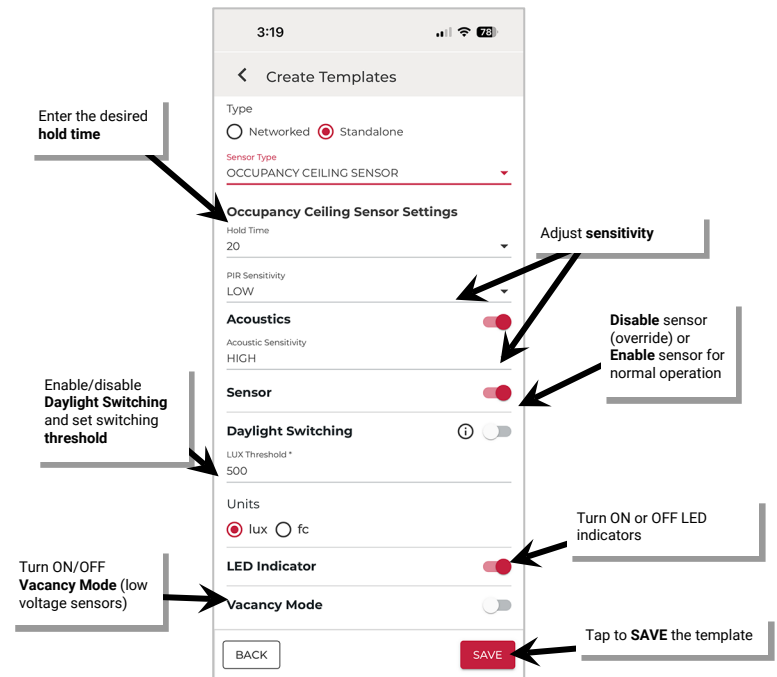 3:19
78
Create Templates
Type
Networked Standalone
Sensor Type
OCCUPANCY CEILING SENSOR
Occupancy Ceiling Sensor Settings
Hold Time
20
PIR Sensitivity
LOW
Acoustics
Acoustic Sensitivity
HIGH
Sensor
Daylight Switching
LUX Threshold *
500
Units
lux fc
LED Indicator
Vacancy Mode
BACK SAVE
Enter the desired
hold time
Adjust sensitivity
Disable sensor
(override) or
Enable sensor for
normal operation
Enable/disable
Daylight Switching
and set switching
threshold
Turn ON or OFF LED
indicators
Turn ON/OFF
Vacancy Mode (low
voltage sensors)
Tap to SAVE the template